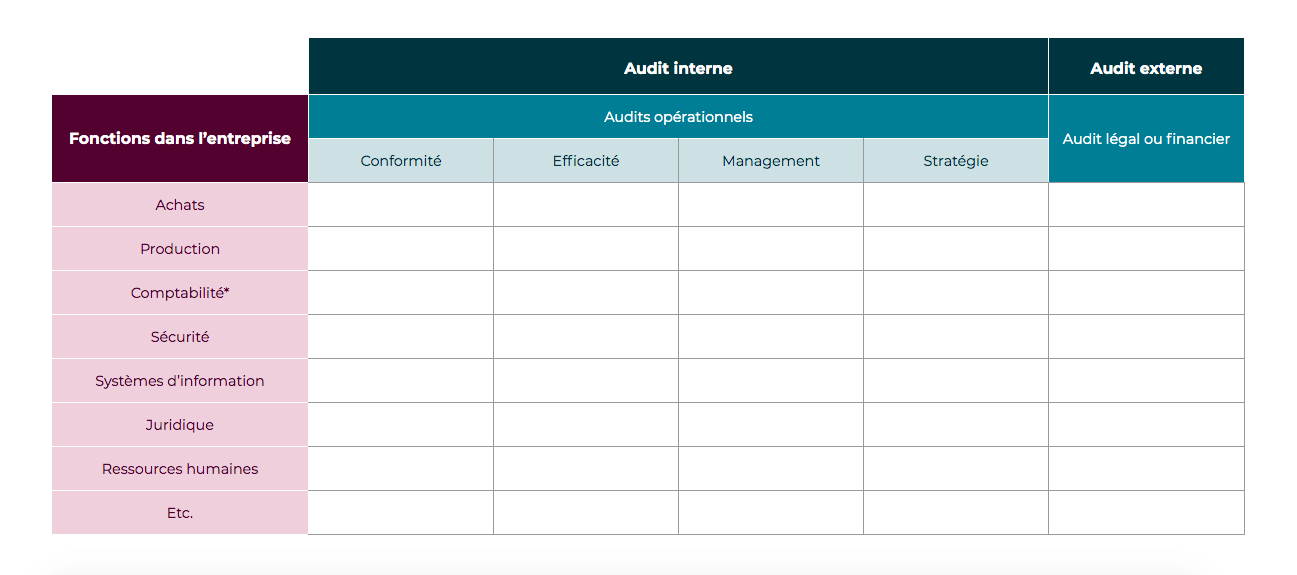 Audit interne
Audit externe
Fonctions dans l’entreprise
Audits opérationnels
Audit légal ou financier
Conformité
Efficacité
Management
Stratégie
Achats
Production
Comptabilité*
Sécurité
Systèmes d’information
Juridique
Ressources humaines
Etc.